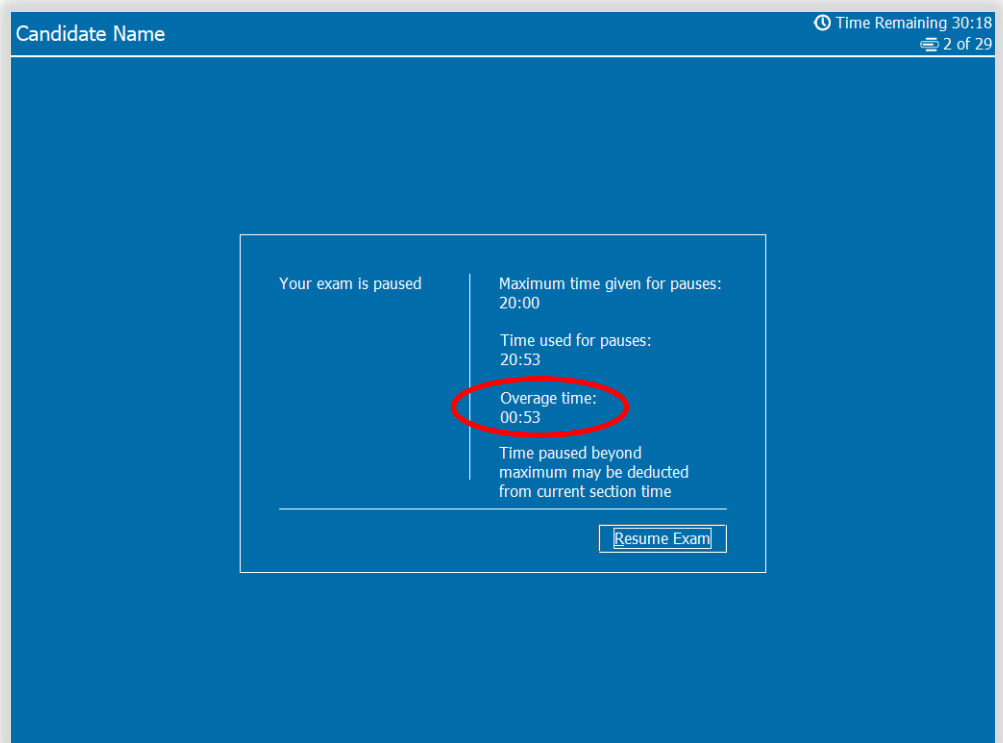 Candidate Name
Time Remaining 30:18
2 of 29
Your exam is paused
Maximum time given for pauses:
20:00
Time used for pauses:
20:53
Overage time:
00:53
Time paused beyond
maximum may be deducted
from current section time
Resume Exam